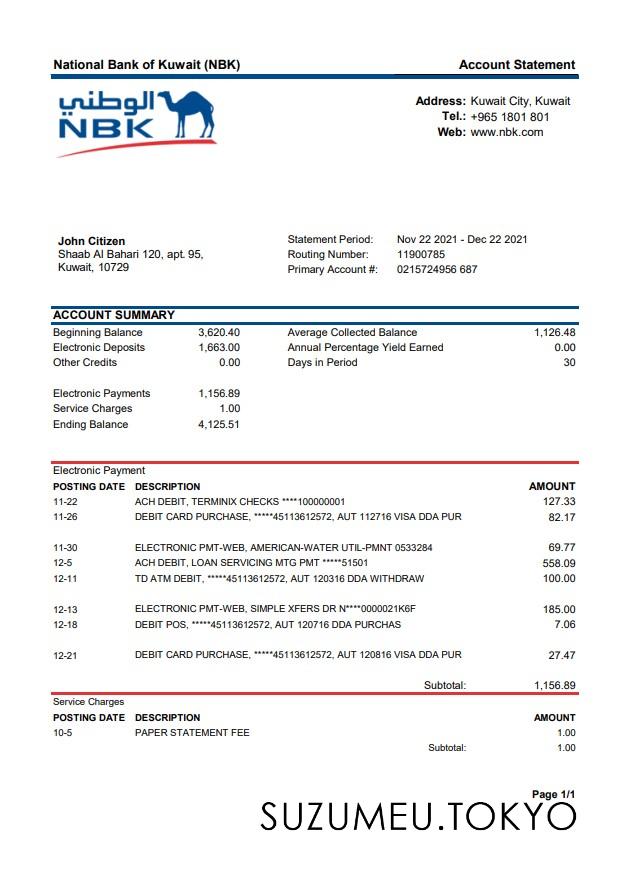 National Bank of Kuwait (NBK) Account Statement
الوطني
NBK
Address: Kuwait City, Kuwait
Tel.: +965 1801 801
Web: www.nbk.com
John Citizen
Shaab Al Bahari 120, apt. 95,
Kuwait, 10729
Statement Period: Nov 22 2021 - Dec 22 2021
Routing Number: 11900785
Primary Account #: 0215724956 687
ACCOUNT SUMMARY
Beginning Balance 3,620.40 Average Collected Balance 1,126.48
Electronic Deposits 1,663.00 Annual Percentage Yield Earned 0.00
Other Credits 0.00 Days in Period 30
Electronic Payments 1,156.89
Service Charges 1.00
Ending Balance 4,125.51
Electronic Payment
POSTING DATE DESCRIPTION AMOUNT
11-22 ACH DEBIT, TERMINIX CHECKS ****100000001 127.33
11-26 DEBIT CARD PURCHASE, *****45113612572, AUT 112716 VISA DDA PUR 82.17
11-30 ELECTRONIC PMT-WEB, AMERICAN-WATER UTIL-PMNT 0533284 69.77
12-5 ACH DEBIT, LOAN SERVICING MTG PMT *****51501 558.09
12-11 TD ATM DEBIT, *****45113612572, AUT 120316 DDA WITHDRAW 100.00
12-13 ELECTRONIC PMT-WEB, SIMPLE XFERS DR N****0000021K6F 185.00
12-18 DEBIT POS, *****45113612572, AUT 120716 DDA PURCHAS 7.06
12-21 DEBIT CARD PURCHASE, *****45113612572, AUT 120816 VISA DDA PUR 27.47
Subtotal: 1,156.89
Service Charges
POSTING DATE DESCRIPTION AMOUNT
10-5 PAPER STATEMENT FEE 1.00
Subtotal: 1.00
Page 1/1
SUZUMEU.TOKYO